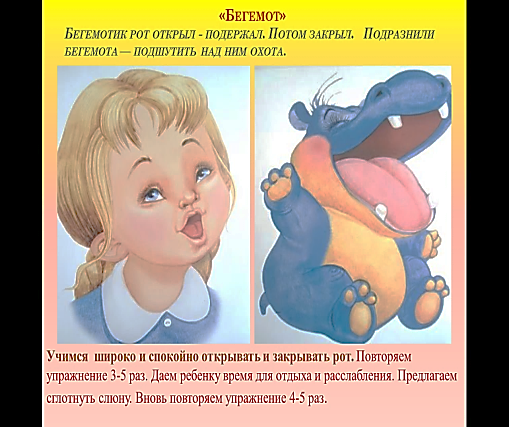 «Бегемот»
Бегемотик рот открыл - подержал. Потом закрыл. Подразнили
бегемота — подшутить над ним охота.
Учимся широко и спокойно открывать и закрывать рот. Повторяем
упражнение 3-5 раз. Даем ребенку время для отдыха и расслабления. Предлагаем
сглотнуть слюну. Вновь повторяем упражнение 4-5 раз.